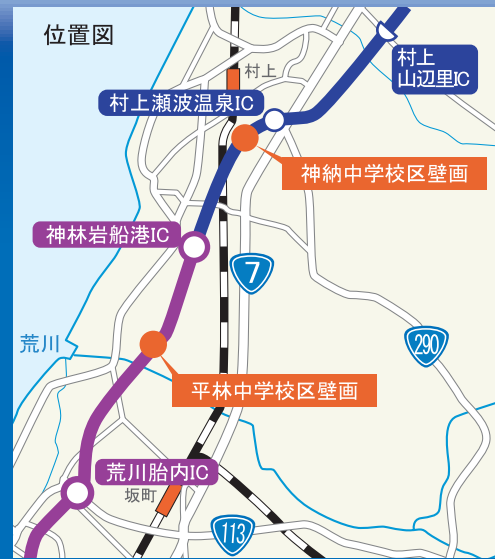 位置図
村上
村上
山辺里IC
村上瀬波温泉IC
神納中学校区壁画
神林岩船港IC
7
290
荒川
平林中学校区壁画
荒川胎内IC
坂町
113